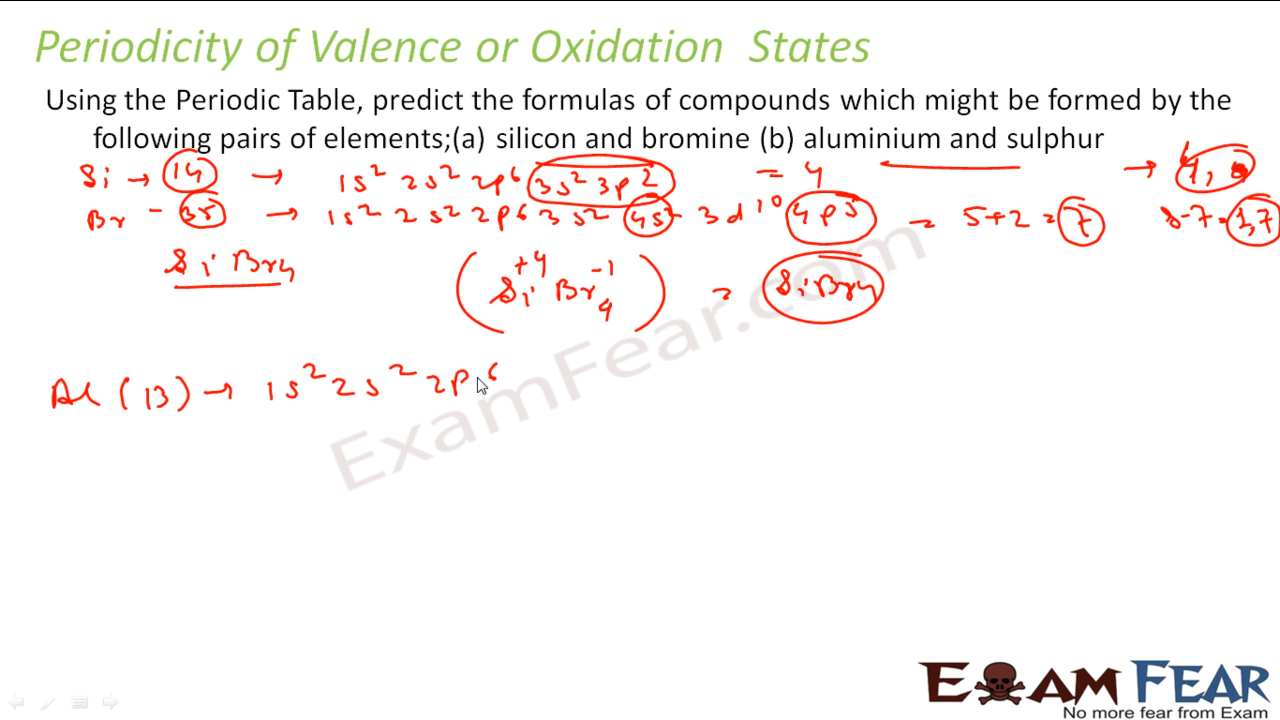 Periodicity of Valence or Oxidation States
Using the Periodic Table, predict the formulas of compounds which might be formed by the
following pairs of elements;(a) silicon and bromine (b) aluminium and sulphur
Si → 14 → 1s² 2s² 2p⁶ 3s² 3p² = 4 → 4,
Br - 35 → 1s² 2s² 2p⁶ 3s² 4s² 3d¹⁰ 4p⁵ = 5+2 = 7 8-7=1,7
SiBr₄ (Si⁺⁴ Br₄⁻¹) = SiBr₄
Al (13) → 1s² 2s² 2p⁶
ExamFear.com
EXAM FEAR
No more fear from Exam